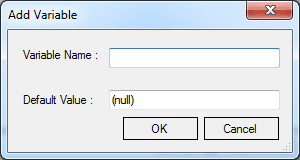 Add Variable
Variable Name :
Default Value : (null)
OK Cancel